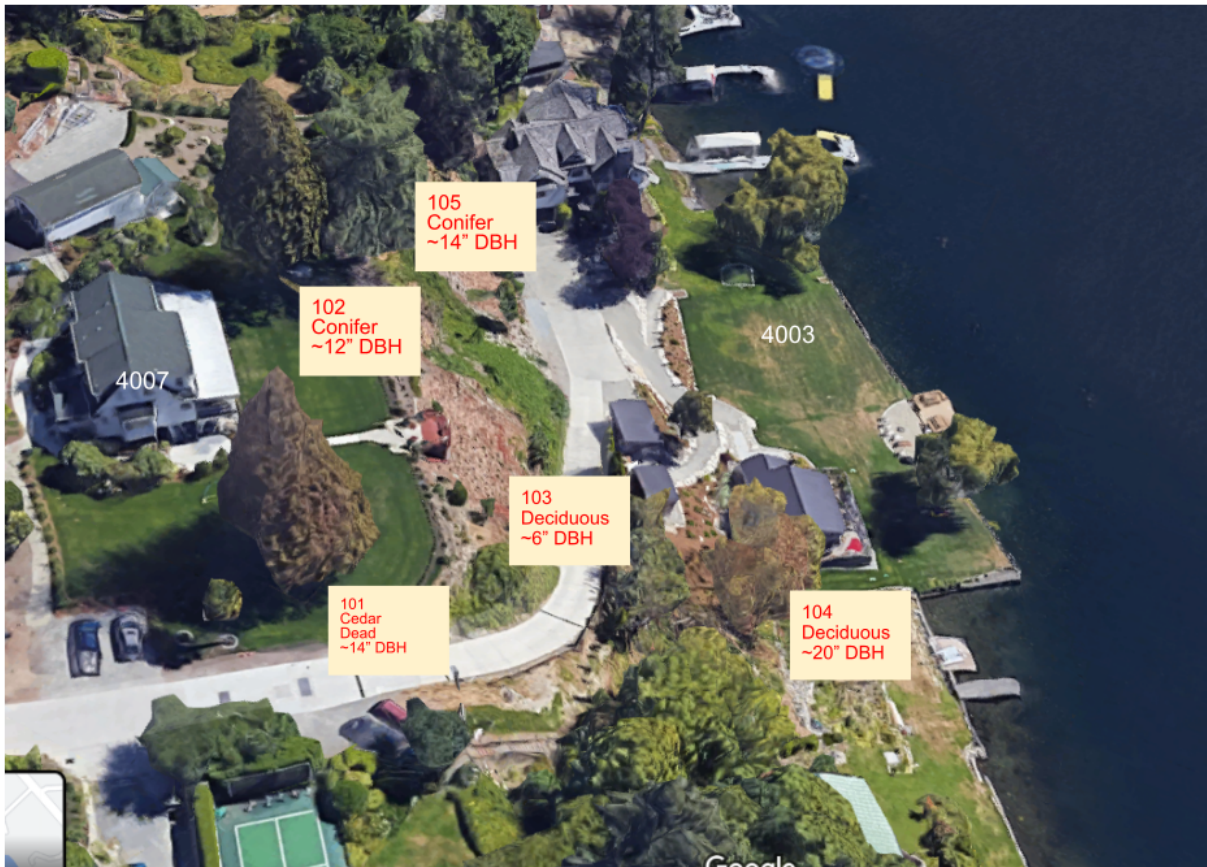 105
Conifer
~14” DBH
102
Conifer
~12” DBH
4003
4007
103
Deciduous
~6” DBH
101
Cedar
Dead
~14” DBH
104
Deciduous
~20” DBH
Google